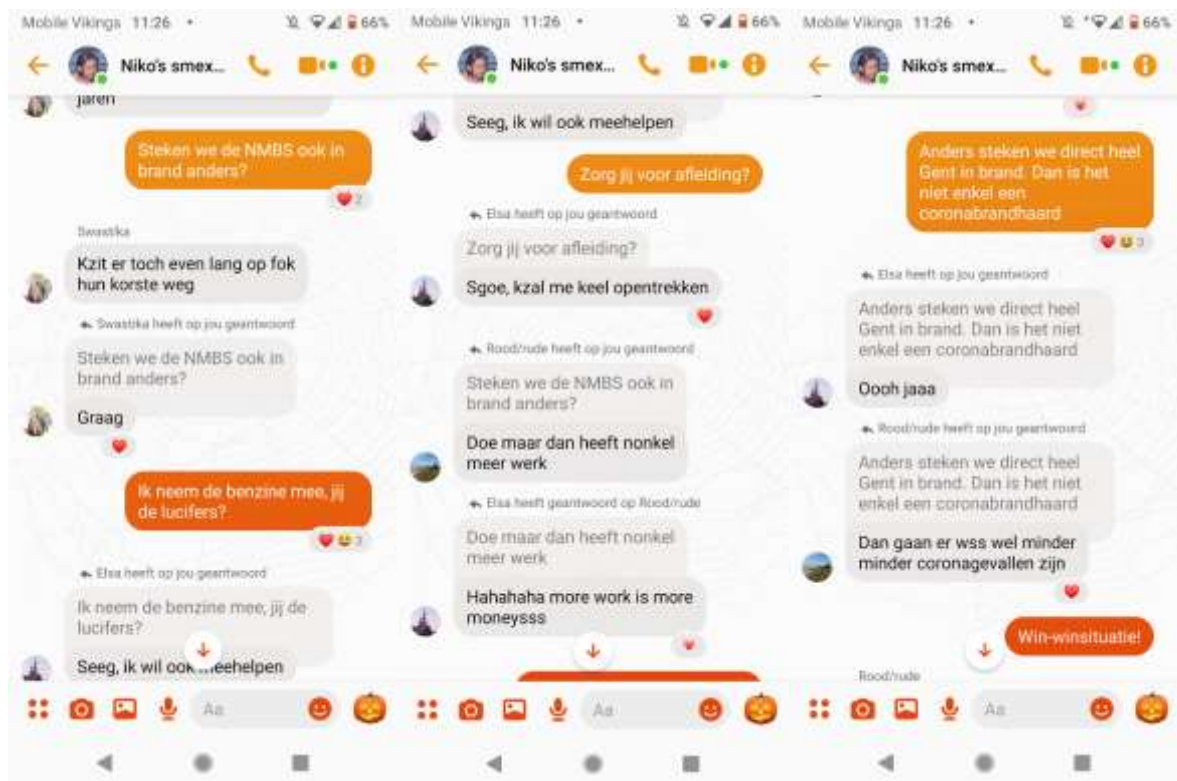 Mobile Vikings 11:26
66%
Niko's smex...
jaren
Steken we de NMBS ook in
brand anders?
2
Swastika
Kzit er toch even lang op fok
hun korste weg
Swastika heeft op jou geantwoord
Steken we de NMBS ook in
brand anders?
Graag
Ik neem de benzine mee, jij
de lucifers?
3
Elsa heeft op jou geantwoord
Ik neem de benzine mee, jij de
lucifers?
Seeg, ik wil ook meehelpen
Aa
Mobile Vikings 11:26
66%
Niko's smex...
Seeg, ik wil ook meehelpen
Zorg jij voor afleiding?
Elsa heeft op jou geantwoord
Zorg jij voor afleiding?
Sgoe, kzal me keel opentrekken
Rood/rude heeft op jou geantwoord
Steken we de NMBS ook in
brand anders?
Doe maar dan heeft nonkel
meer werk
Elsa heeft geantwoord op Rood/rude
Doe maar dan heeft nonkel
meer werk
Hahahaha more work is more
moneysss
Aa
Mobile Vikings 11:26
66%
Niko's smex...
Anders steken we direct heel
Gent in brand. Dan is het
niet enkel een
coronabrandhaard
3
Elsa heeft op jou geantwoord
Anders steken we direct heel
Gent in brand. Dan is het niet
enkel een coronabrandhaard
Oooh jaaa
Rood/rude heeft op jou geantwoord
Anders steken we direct heel
Gent in brand. Dan is het niet
enkel een coronabrandhaard
Dan gaan er wss wel minder
minder coronagevallen zijn
Win-winsituatie!
Rood/rude
Aa